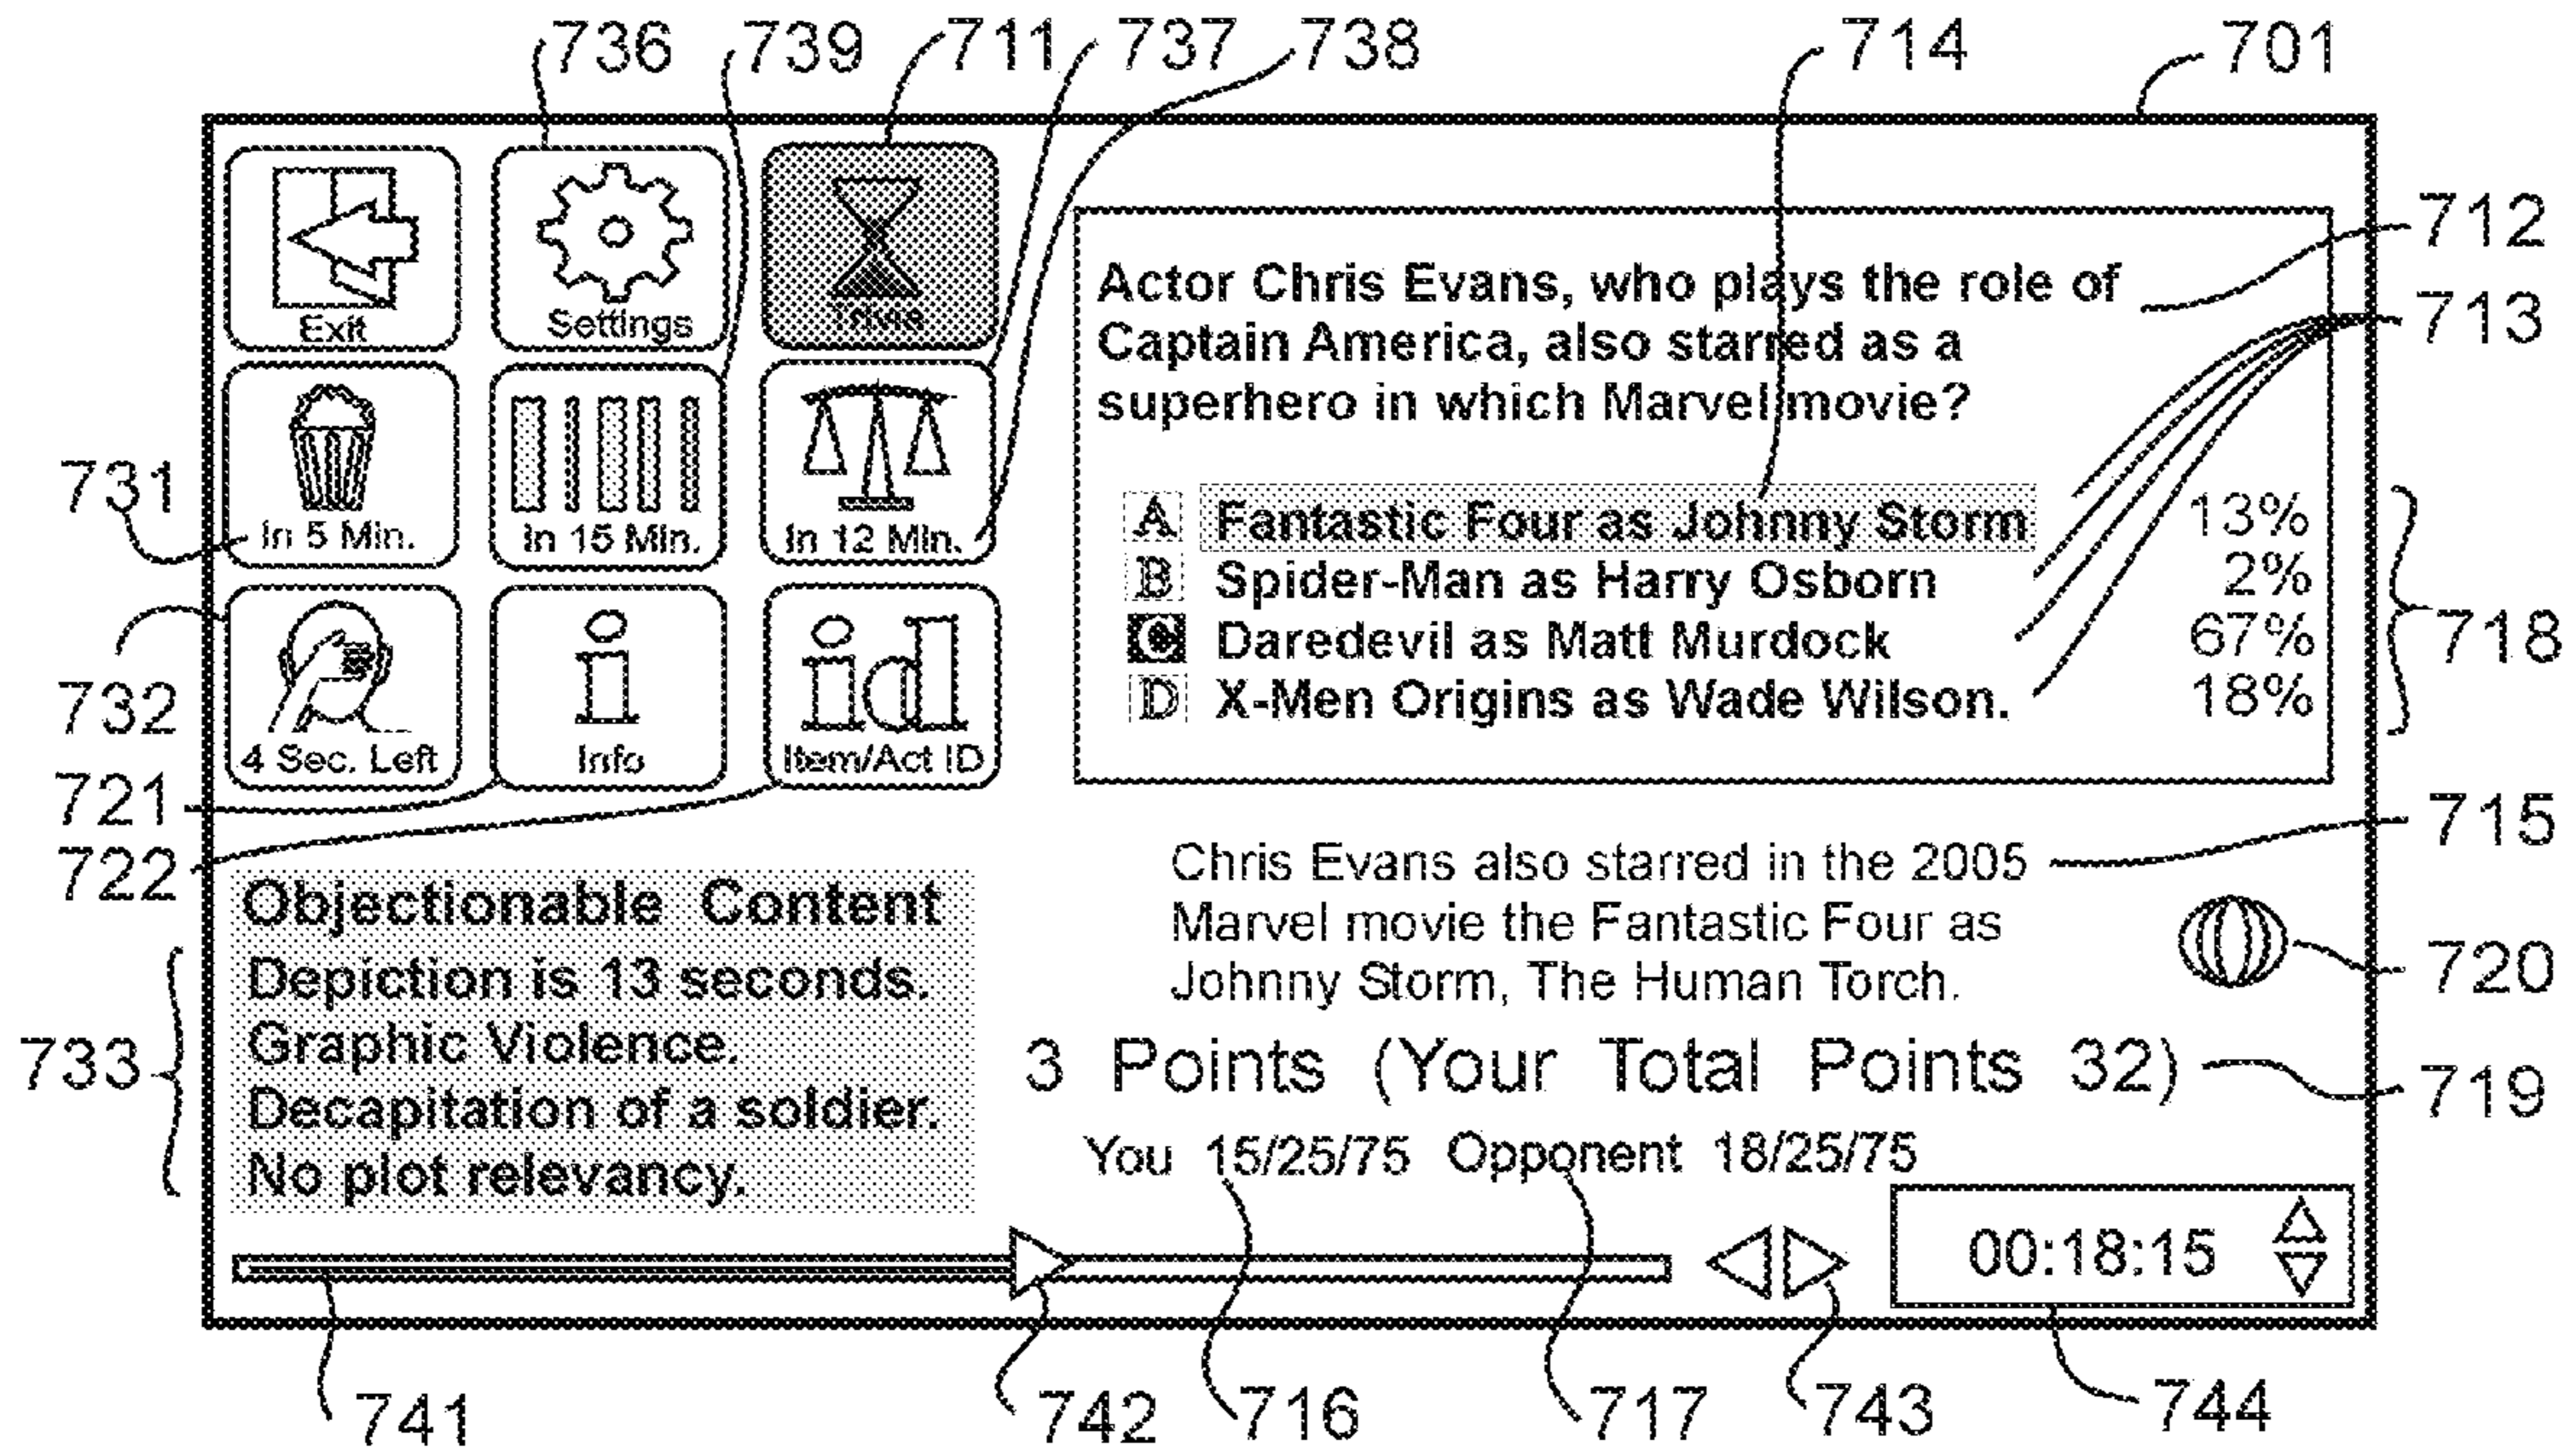 736 739 711 737 738 714 701
Exit Settings Trivia
712
713
Actor Chris Evans, who plays the role of
Captain America, also starred as a
superhero in which Marvel movie?
731
In 5 Min. In 15 Min. In 12 Min.
A Fantastic Four as Johnny Storm 13%
B Spider-Man as Harry Osborn 2%
C Daredevil as Matt Murdock 67%
D X-Men Origins as Wade Wilson. 18%
718
732
4 Sec. Left Info Item/Act ID
id
i
721
722
715
Chris Evans also starred in the 2005
Marvel movie the Fantastic Four as
Johnny Storm, The Human Torch.
720
Objectionable Content
Depiction is 13 seconds.
Graphic Violence.
Decapitation of a soldier.
No plot relevancy.
733
3 Points (Your Total Points 32)
719
You 15/25/75 Opponent 18/25/75
00:18:15
741 742 716 717 743 744